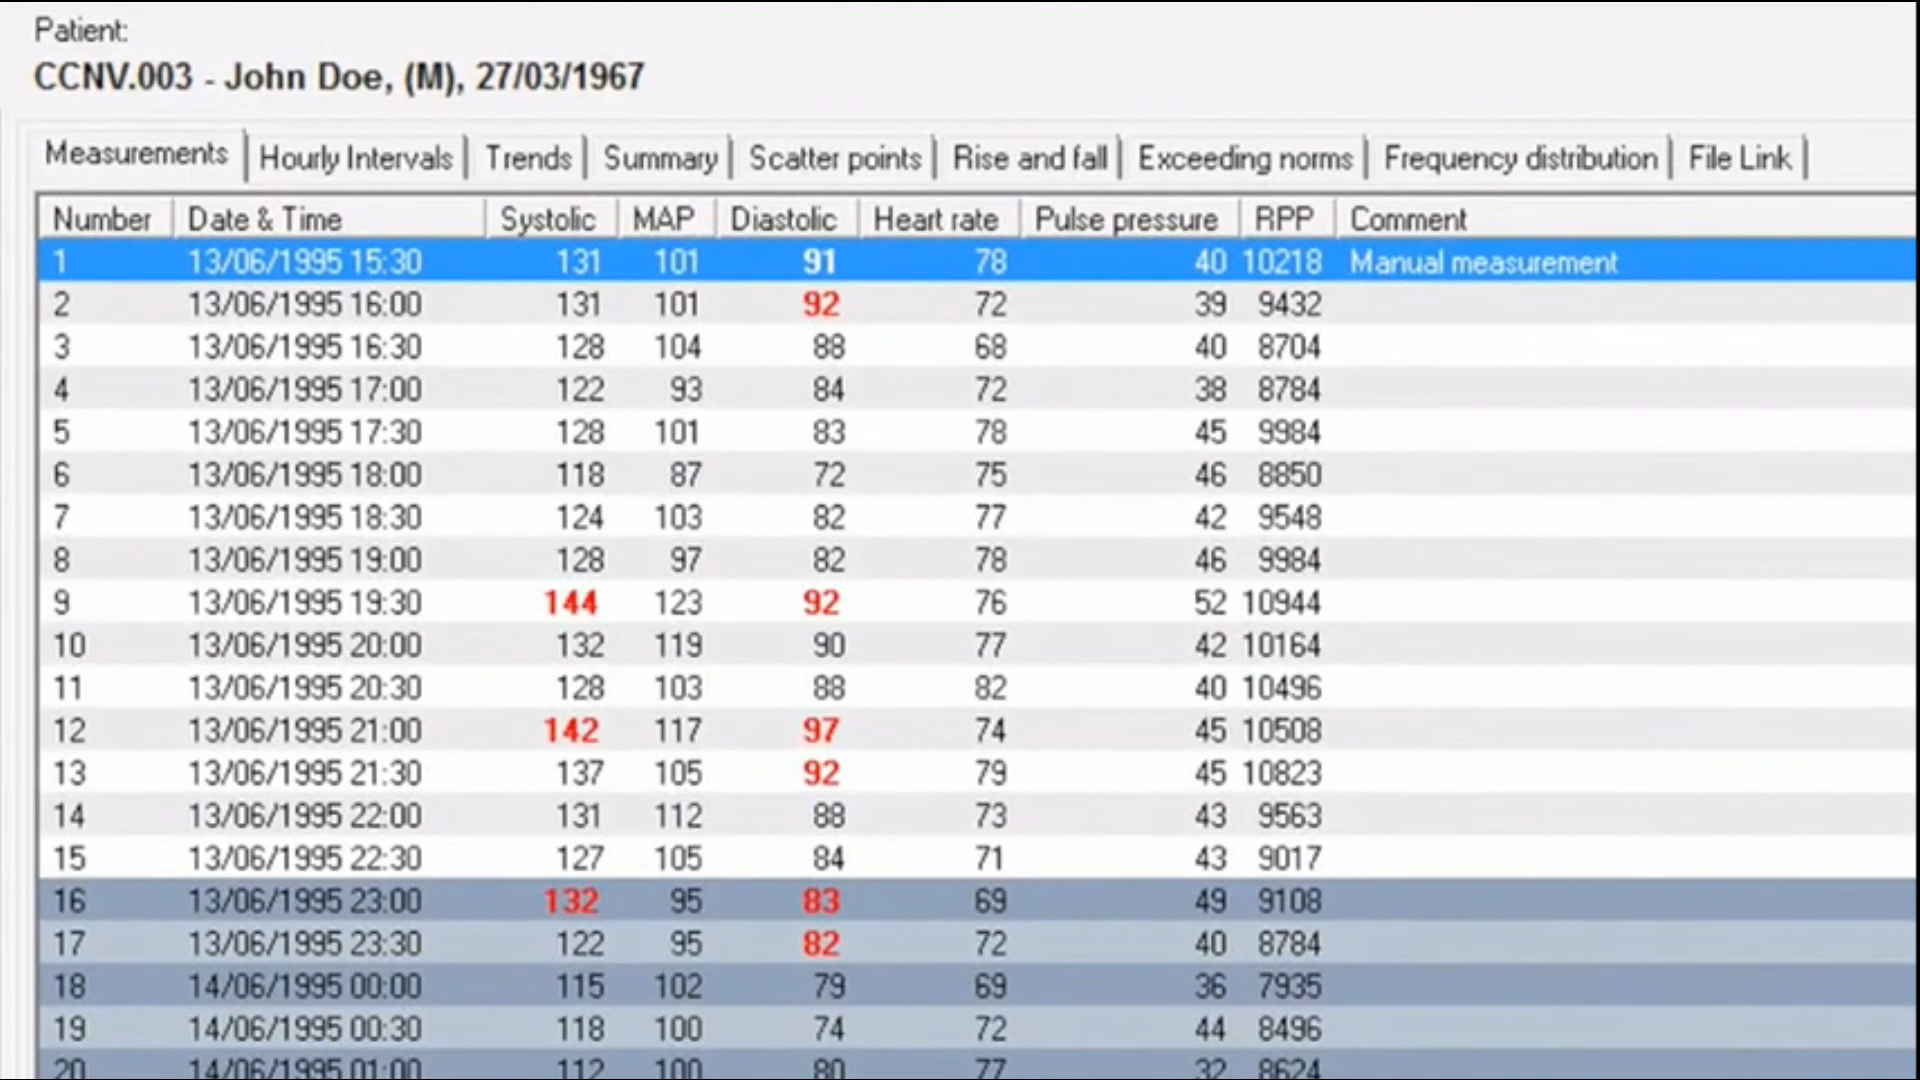 Patient:
CCNV.003 - John Doe, (M), 27/03/1967
Measurements Hourly Intervals Trends Summary Scatter points Rise and fall Exceeding norms Frequency distribution File Link
Number Date & Time Systolic MAP Diastolic Heart rate Pulse pressure RPP Comment
1 13/06/1995 15:30 131 101 91 78 40 10218 Manual measurement
2 13/06/1995 16:00 131 101 92 72 39 9432
3 13/06/1995 16:30 128 104 88 68 40 8704
4 13/06/1995 17:00 122 93 84 72 38 8784
5 13/06/1995 17:30 128 101 83 78 45 9984
6 13/06/1995 18:00 118 87 72 75 46 8850
7 13/06/1995 18:30 124 103 82 77 42 9548
8 13/06/1995 19:00 128 97 82 78 46 9984
9 13/06/1995 19:30 144 123 92 76 52 10944
10 13/06/1995 20:00 132 119 90 77 42 10164
11 13/06/1995 20:30 128 103 88 82 40 10496
12 13/06/1995 21:00 142 117 97 74 45 10508
13 13/06/1995 21:30 137 105 92 79 45 10823
14 13/06/1995 22:00 131 112 88 73 43 9563
15 13/06/1995 22:30 127 105 84 71 43 9017
16 13/06/1995 23:00 132 95 83 69 49 9108
17 13/06/1995 23:30 122 95 82 72 40 8784
18 14/06/1995 00:00 115 102 79 69 36 7935
19 14/06/1995 00:30 118 100 74 72 44 8496
20 14/06/1995 01:00 112 100 80 77 32 8624